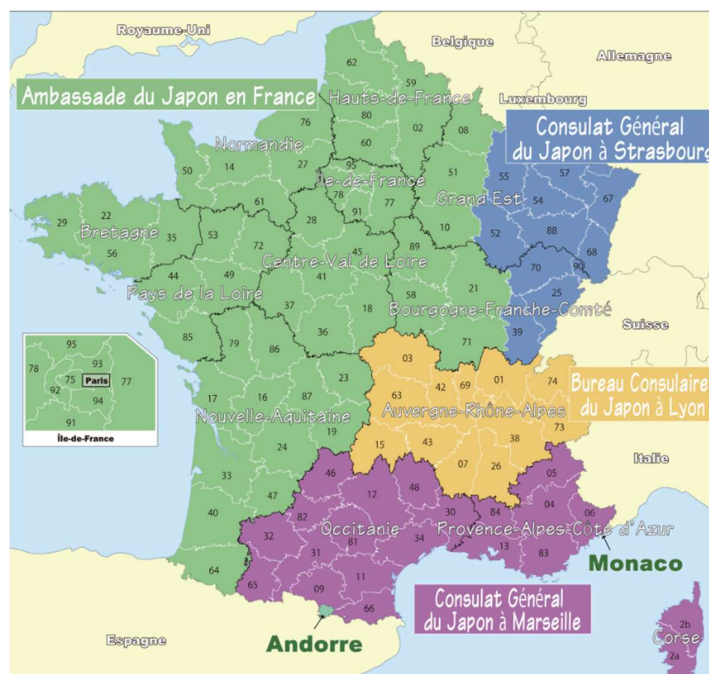 Royaume-Uni
Belgique
Allemagne
Luxembourg
Ambassade du Japon en France
Consulat Général
du Japon à Strasbourg
62
59
Hauts-de-France
80
02
60
08
76
Normandie
50
14
27
61
95
Île-de-France
78
91
77
51
Grand Est
10
55
57
54
67
52
88
68
29
22
Bretagne
56
35
53
72
28
45
Centre-Val de Loire
41
89
21
70
90
25
44
49
Pays de la Loire
37
18
58
Bourgogne-Franche-Comté
39
71
Suisse
85
79
86
36
03
95
78
93
75
Paris
77
92
94
91
Île-de-France
23
17
16
87
Nouvelle-Aquitaine
19
24
33
47
40
64
42
69
01
74
63
Auvergne-Rhône-Alpes
Bureau Consulaire
du Japon à Lyon
73
15
43
38
07
26
Italie
46
48
05
12
82
30
84
04
06
32
Occitanie
Provence-Alpes-Côte d'Azur
81
34
31
13
83
Monaco
65
09
11
66
Consulat Général
du Japon à Marseille
2b
Corse
2a
Espagne
Andorre